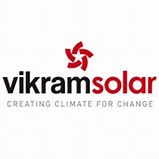 vikramsolar
CREATING CLIMATE FOR CHANGE